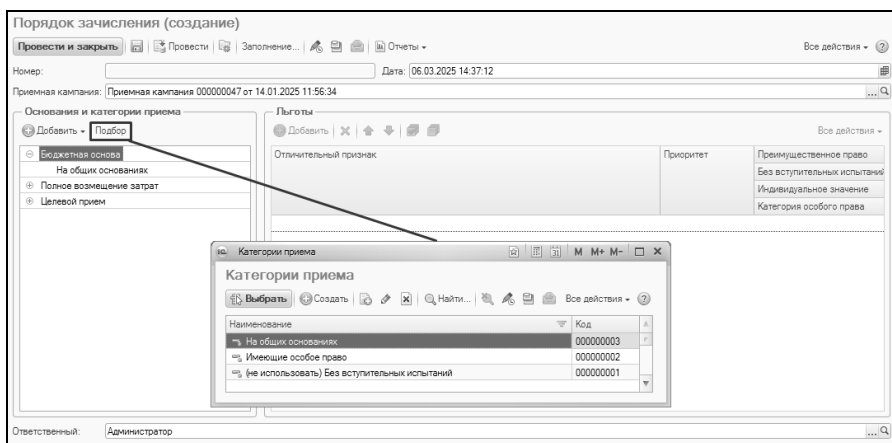 Порядок зачисления (создание)
Провести и закрыть Провести Заполнение... Отчеты Все действия
Номер: Дата: 06.03.2025 14:37:12
Приемная кампания: Приемная кампания 000000047 от 14.01.2025 11:56:34 ...
Основания и категории приема Льготы
Добавить Подбор Добавить Все действия
Бюджетная основа Отличительный признак Приоритет Преимущественное право
На общих основаниях Без вступительных испытаний
Полное возмещение затрат Индивидуальное значение
Целевой прием Категория особого права
1С Категории приема 31 M M+ M-
Категории приема
Выбрать Создать Найти... Все действия ?
Наименование Код
На общих основаниях 000000003
Имеющие особое право 000000002
(не использовать) Без вступительных испытаний 000000001
Ответственный: Администратор ...